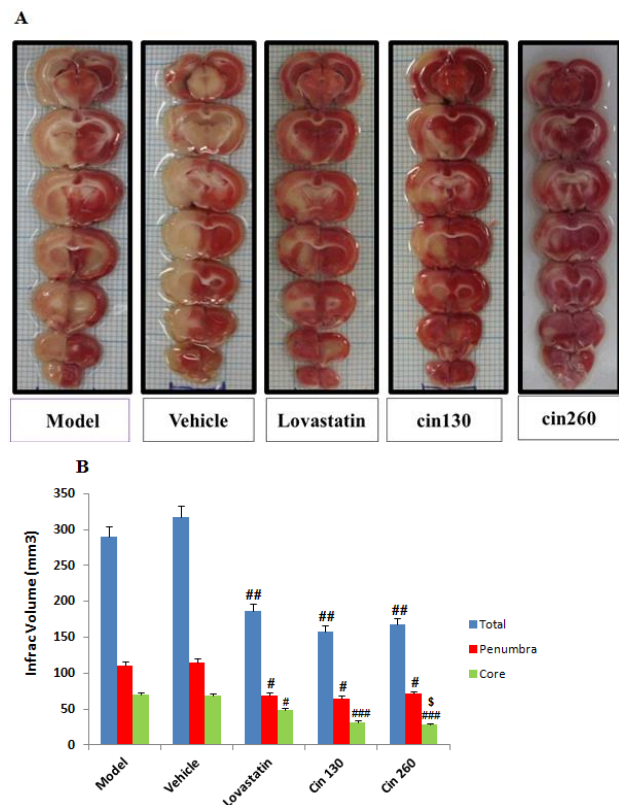 A
Model Vehicle Lovastatin cin130 cin260
B
Infrac Volume (mm3)
350
300
250
200
150
100
50
0
##
##
##
#
#
#
#
###
$
###
Total
Penumbra
Core
Model Vehicle Lovastatin Cin 130 Cin 260